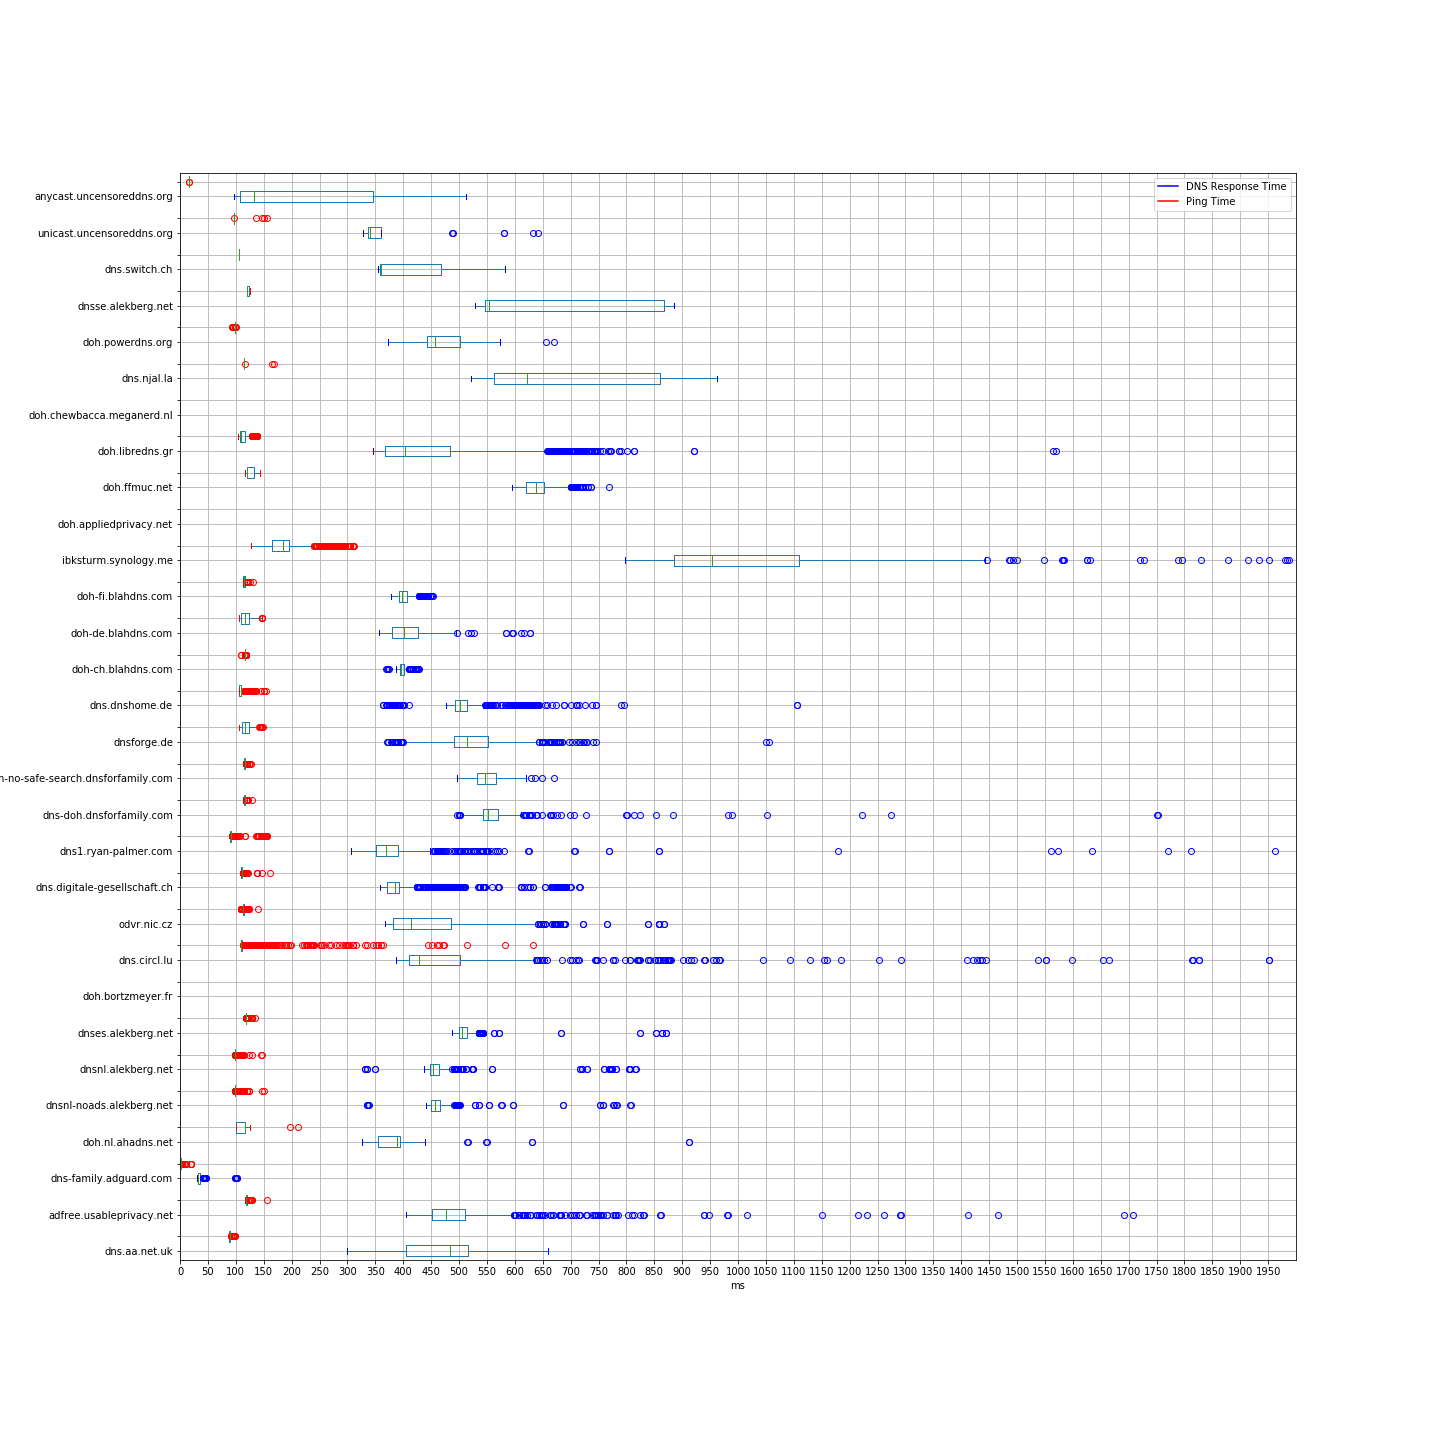 DNS Response Time
Ping Time
anycast.uncensoreddns.org
unicast.uncensoreddns.org
dns.switch.ch
dnsse.alekberg.net
doh.powerdns.org
dns.njal.la
doh.chewbacca.meganerd.nl
doh.libredns.gr
doh.ffmuc.net
doh.appliedprivacy.net
ibksturm.synology.me
doh-fi.blahdns.com
doh-de.blahdns.com
doh-ch.blahdns.com
dns.dnshome.de
dnsforge.de
-no-safe-search.dnsforfamily.com
dns-doh.dnsforfamily.com
dns1.ryan-palmer.com
dns.digitale-gesellschaft.ch
odvr.nic.cz
dns.circl.lu
doh.bortzmeyer.fr
dnses.alekberg.net
dnsnl.alekberg.net
dnsnl-noads.alekberg.net
doh.nl.ahadns.net
dns-family.adguard.com
adfree.usableprivacy.net
dns.aa.net.uk
0 50 100 150 200 250 300 350 400 450 500 550 600 650 700 750 800 850 900 950 1000 1050 1100 1150 1200 1250 1300 1350 1400 1450 1500 1550 1600 1650 1700 1750 1800 1850 1900 1950
ms